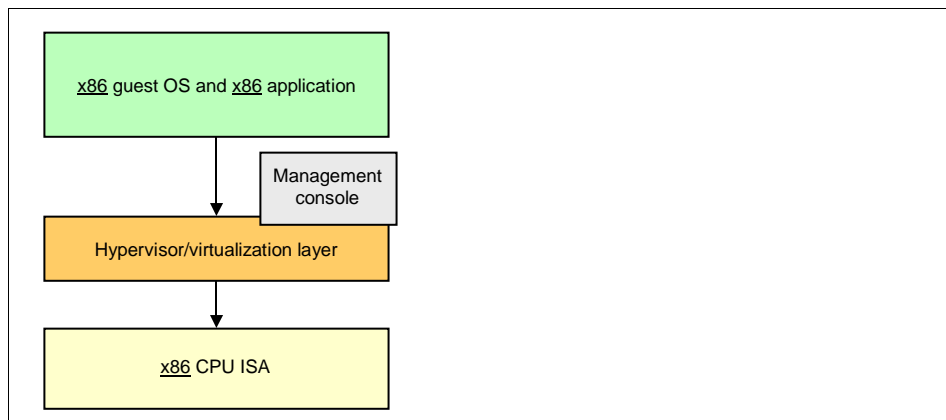 x86 guest OS and x86 application
Management
console
Hypervisor/virtualization layer
x86 CPU ISA